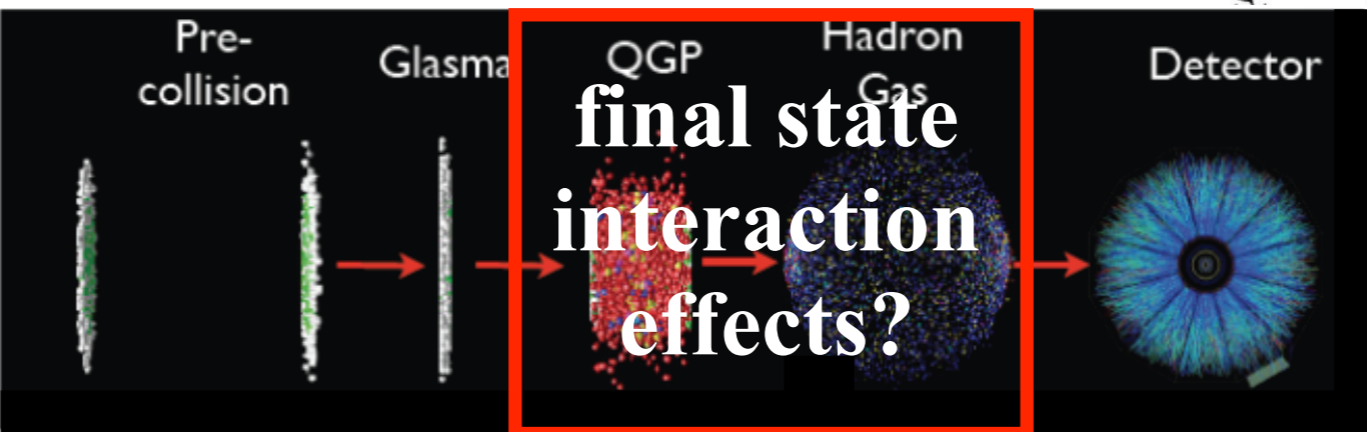 Pre-
collision
Glasma
QGP
Hadron
Gas
Detector
final state
interaction
effects?